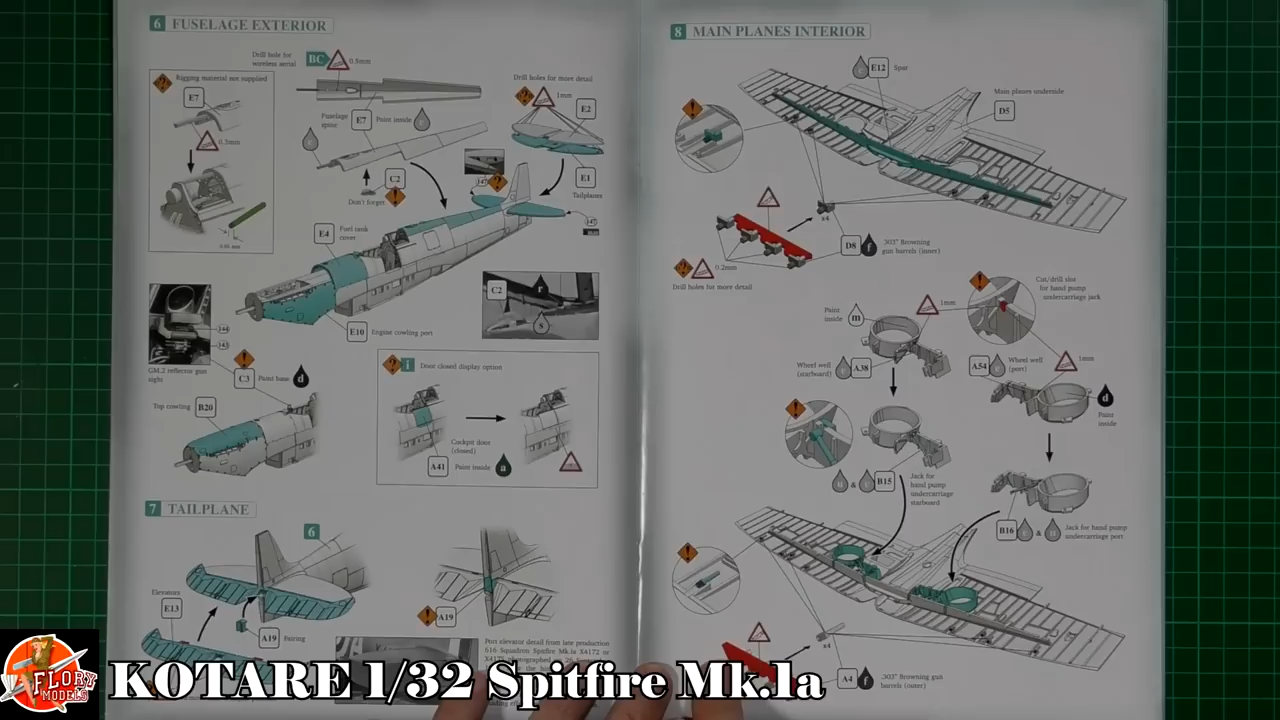 6 FUSELAGE EXTERIOR
Drill hole for
wireless aerial
BC
0.5mm
Rigging material not supplied
E7
0.3mm
Fuselage
spine
E7
Paint inside
Drill holes for more detail
1mm
E2
E1
Tailplanes
C2
Don't forget
147
147
E4
Fuel tank
cover
E10
Engine cowling port
C2
r
s
144
143
GM.2 reflector gun
sight
C3
Paint base
d
Top cowling
B20
i
Door closed display option
Cockpit door
(closed)
A41
Paint inside
a
7 TAILPLANE
6
Elevators
E13
A19
Fairing
A19
Port elevator detail from late production
616 Squadron Spitfire Mk.Ia X4172 or
8 MAIN PLANES INTERIOR
E12
Spar
Main planes underside
D5
x4
D8
f
.303" Browning
gun barrels (inner)
0.2mm
Drill holes for more detail
Cut/drill slot
for hand pump
undercarriage jack
Paint
inside
m
1mm
Wheel well
(starboard)
A38
A54
Wheel well
(port)
1mm
d
Paint
inside
&
B15
Jack for
hand pump
undercarriage
starboard
B16
&
Jack for hand pump
undercarriage port
x4
A4
f
.303" Browning gun
barrels (outer)
FLORY
MODELS
KOTARE 1/32 Spitfire Mk.1a